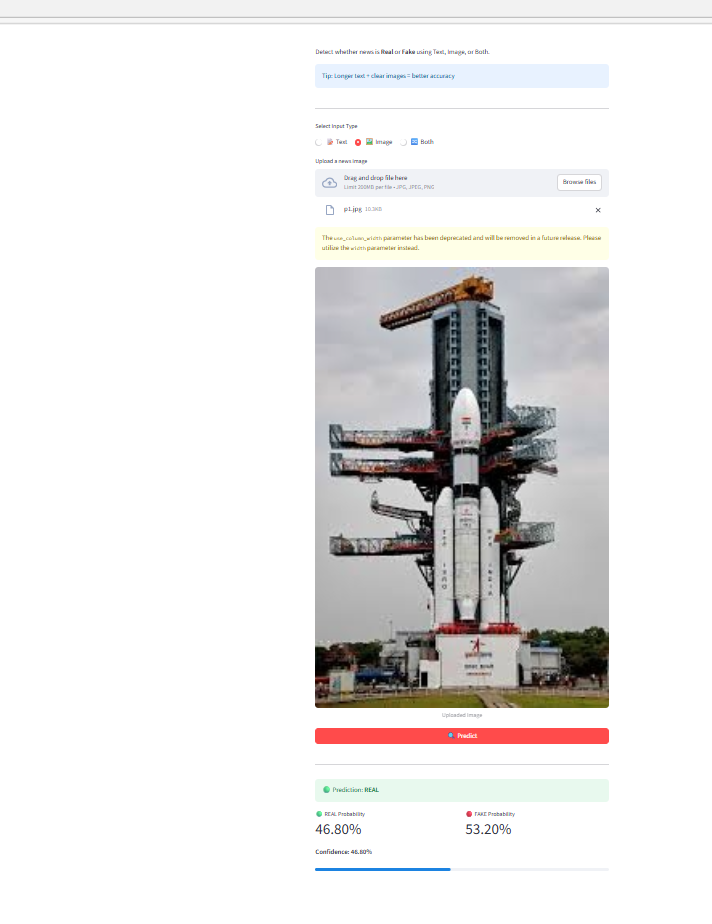 Detect whether news is Real or Fake using Text, Image, or Both.
Tip: Longer text + clear images = better accuracy
Select Input Type
Text
Image
Both
Upload a news image
Drag and drop file here
Limit 200MB per file • JPG, JPEG, PNG
Browse files
p1.jpg 10.3KB
The use_column_width parameter has been deprecated and will be removed in a future release. Please
utilize the width parameter instead.
ISRO
INDIA
Uploaded Image
Predict
Prediction: REAL
REAL Probability
FAKE Probability
46.80%
53.20%
Confidence: 46.80%